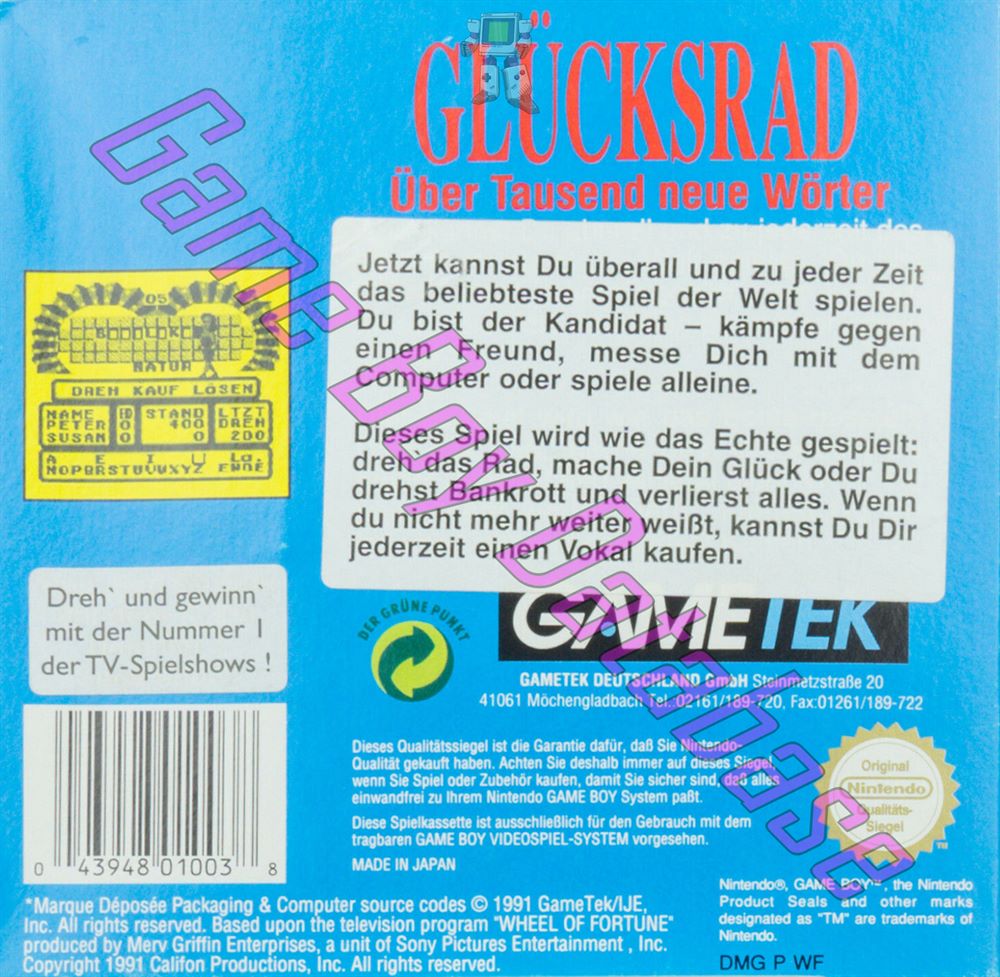 GLÜCKSRAD
Über Tausend neue Wörter
Jetzt kannst Du überall und zu jeder Zeit
das beliebteste Spiel der Welt spielen.
Du bist der Kandidat – kämpfe gegen
einen Freund, messe Dich mit dem
Computer oder spiele alleine.
Dieses Spiel wird wie das Echte gespielt:
dreh das Rad, mache Dein Glück oder Du
drehst Bankrott und verlierst alles. Wenn
du nicht mehr weiter weißt, kannst Du Dir
jederzeit einen Vokal kaufen.
05
NATUR
DREH KAUF LÖSEN
NAME STAND LTZT
PETER 0 400 DREH
SUSAN 0 0 200
A E I U Lö.
NOPQRSTUVWXYZ ENDE
Dreh` und gewinn`
mit der Nummer 1
der TV-Spielshows !
DER GRÜNE PUNKT
GAMETEK
GAMETEK DEUTSCHLAND GmbH Steinmetzstraße 20
41061 Möchengladbach Tel.:02161/189-720, Fax:01261/189-722
Dieses Qualitätssiegel ist die Garantie dafür, daß Sie Nintendo-
Qualität gekauft haben. Achten Sie deshalb immer auf dieses Siegel,
wenn Sie Spiel oder Zubehör kaufen, damit Sie sicher sind, daß alles
einwandfrei zu Ihrem Nintendo GAME BOY System paßt.
Diese Spielkassette ist ausschließlich für den Gebrauch mit dem
tragbaren GAME BOY VIDEOSPIEL-SYSTEM vorgesehen.
MADE IN JAPAN
Original
Nintendo
Qualitäts-
Siegel
TM
0 43948 01003 8
Nintendo®, GAME BOY™, the Nintendo
Product Seals and other marks
designated as "TM" are trademarks of
Nintendo.
DMG P WF
*Marque Déposée Packaging & Computer source codes © 1991 GameTek/IJE,
Inc. All rights reserved. Based upon the television program "WHEEL OF FORTUNE"
produced by Merv Griffin Enterprises, a unit of Sony Pictures Entertainment , Inc.
Copyright 1991 Califon Productions, Inc. All rights reserved.
Game Boy Database